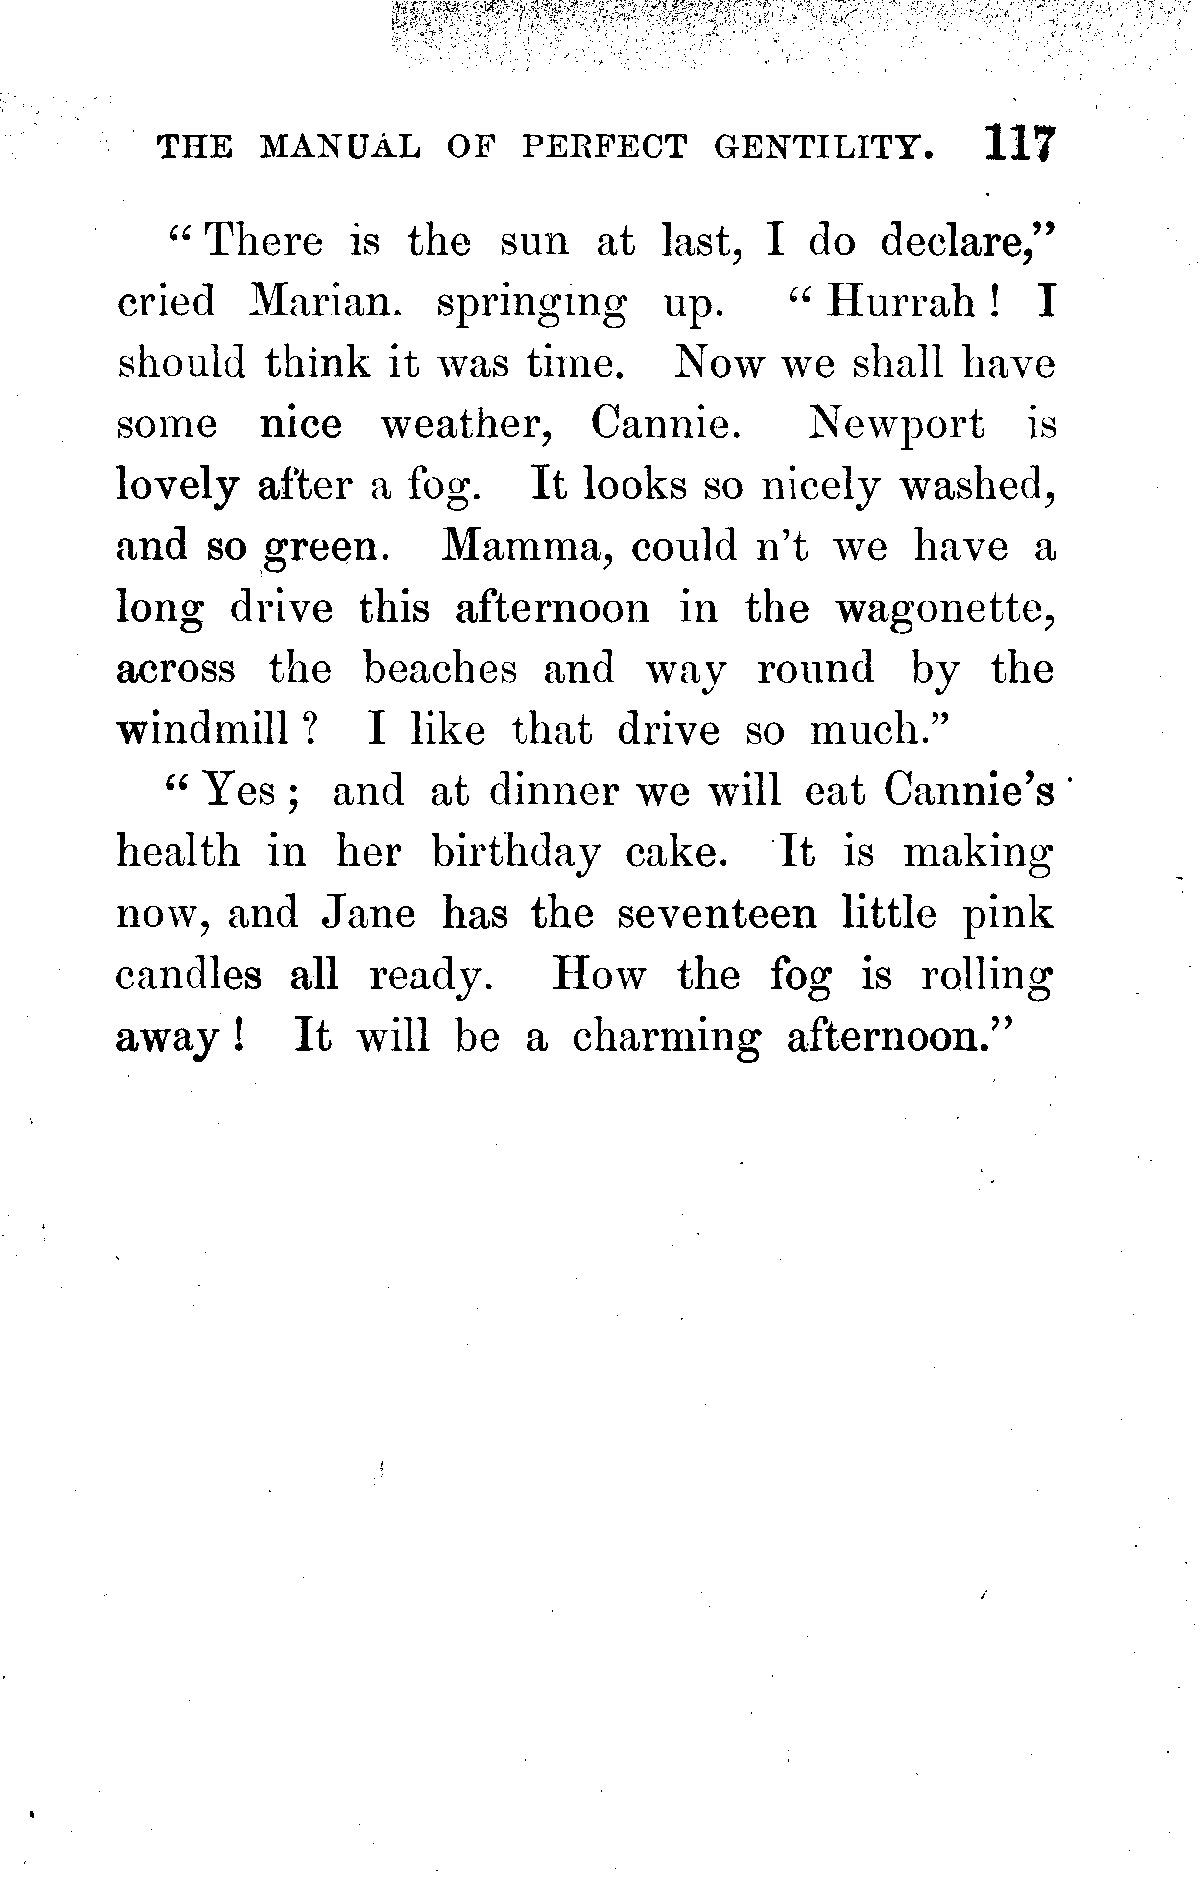 THE MANUAL OF PERFECT GENTILITY. 117
“ There is the sun at last, I do declare,”
cried Marian. springing up. “ Hurrah ! I
should think it was time. Now we shall have
some nice weather, Cannie. Newport is
lovely after a fog. It looks so nicely washed,
and so green. Mamma, could n’t we have a
long drive this afternoon in the wagonette,
across the beaches and way round by the
windmill ? I like that drive so much.”
“ Yes ; and at dinner we will eat Cannie’s
health in her birthday cake. It is making
now, and Jane has the seventeen little pink
candles all ready. How the fog is rolling
away ! It will be a charming afternoon.”